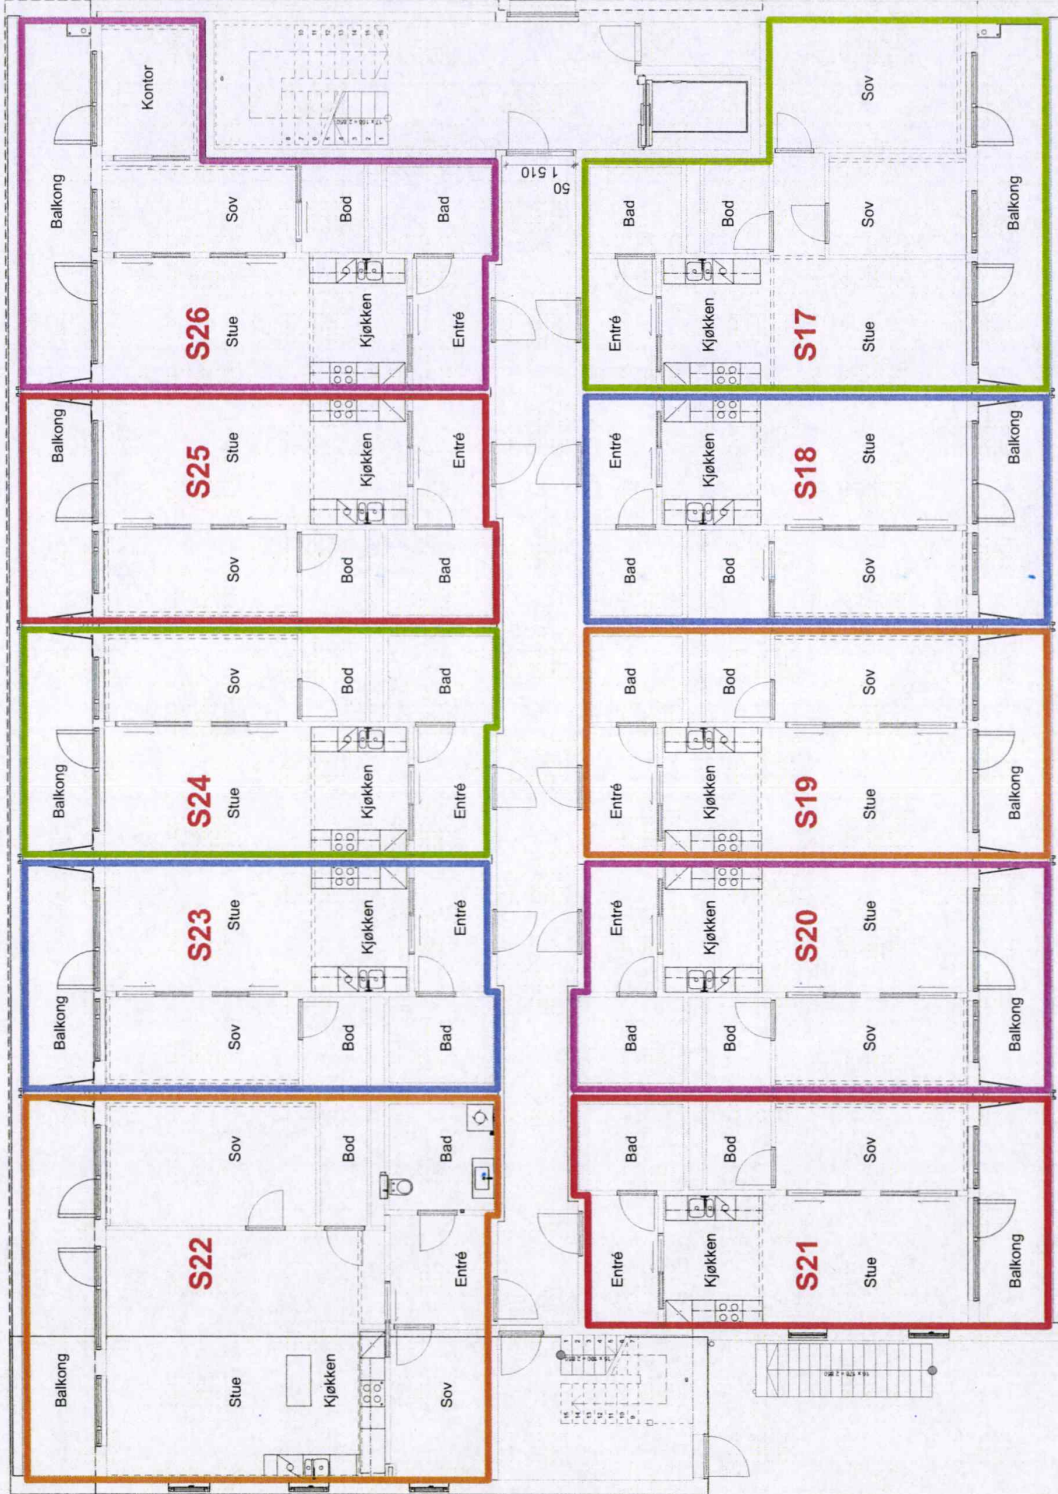 Balkong
Kontor
Balkong
Sov
Bod
Bad
S26
Stue
Kjøkken
Entré
Balkong
S25
Stue
Kjøkken
Entré
Sov
Bod
Bad
Balkong
Sov
Bod
Bad
S24
Stue
Kjøkken
Entré
S23
Stue
Kjøkken
Entré
Balkong
Sov
Bod
Bad
Sov
Bod
Bad
S22
Entré
Balkong
Stue
Kjøkken
Sov
50
1 510
Sov
Bad
Bod
Sov
Balkong
Entré
Kjøkken
S17
Stue
Entré
Kjøkken
S18
Stue
Balkong
Bad
Bod
Sov
Bad
Bod
Sov
Entré
Kjøkken
S19
Stue
Balkong
Entré
Kjøkken
S20
Stue
Bad
Bod
Sov
Balkong
Bad
Bod
Sov
Entré
Kjøkken
S21
Stue
Balkong